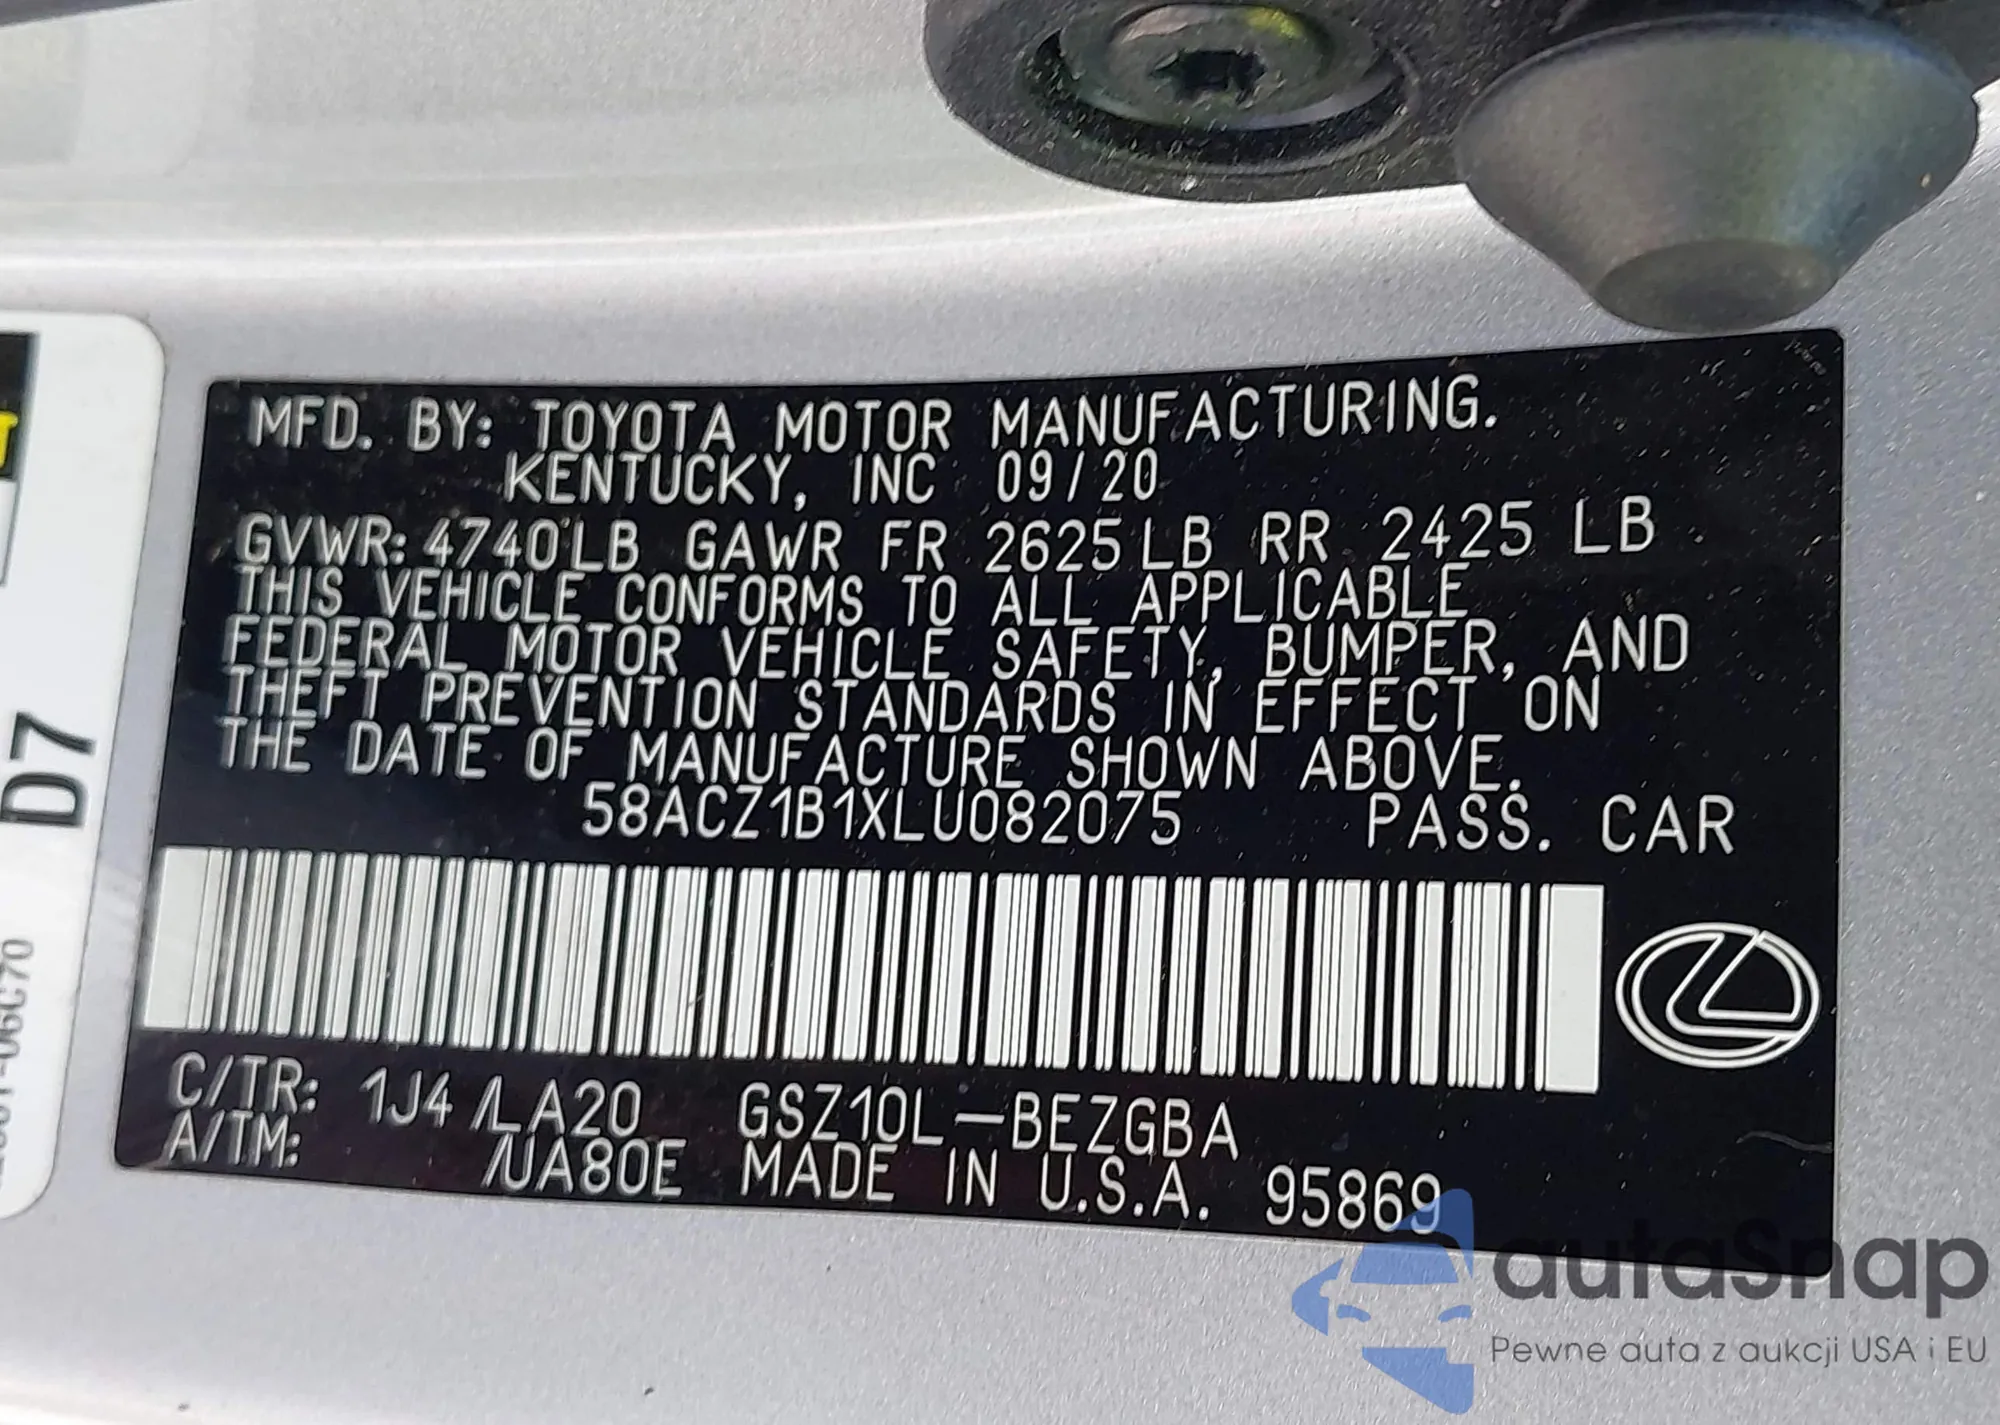 MFD. BY: TOYOTA MOTOR MANUFACTURING.
KENTUCKY, INC 09/20
GVWR: 4740LB GAWR FR 2625LB RR 2425 LB
THIS VEHICLE CONFORMS TO ALL APPLICABLE
FEDERAL MOTOR VEHICLE SAFETY, BUMPER, AND
THEFT PREVENTION STANDARDS IN EFFECT ON
THE DATE OF MANUFACTURE SHOWN ABOVE.
58ACZ1B1XLU082075 PASS. CAR
C/TR: 1J4 /LA20 GSZ10L-BEZGBA
A/TM: /UA80E MADE IN U.S.A. 95869
D7
autaSnap
Pewne auta z aukcji USA i EU